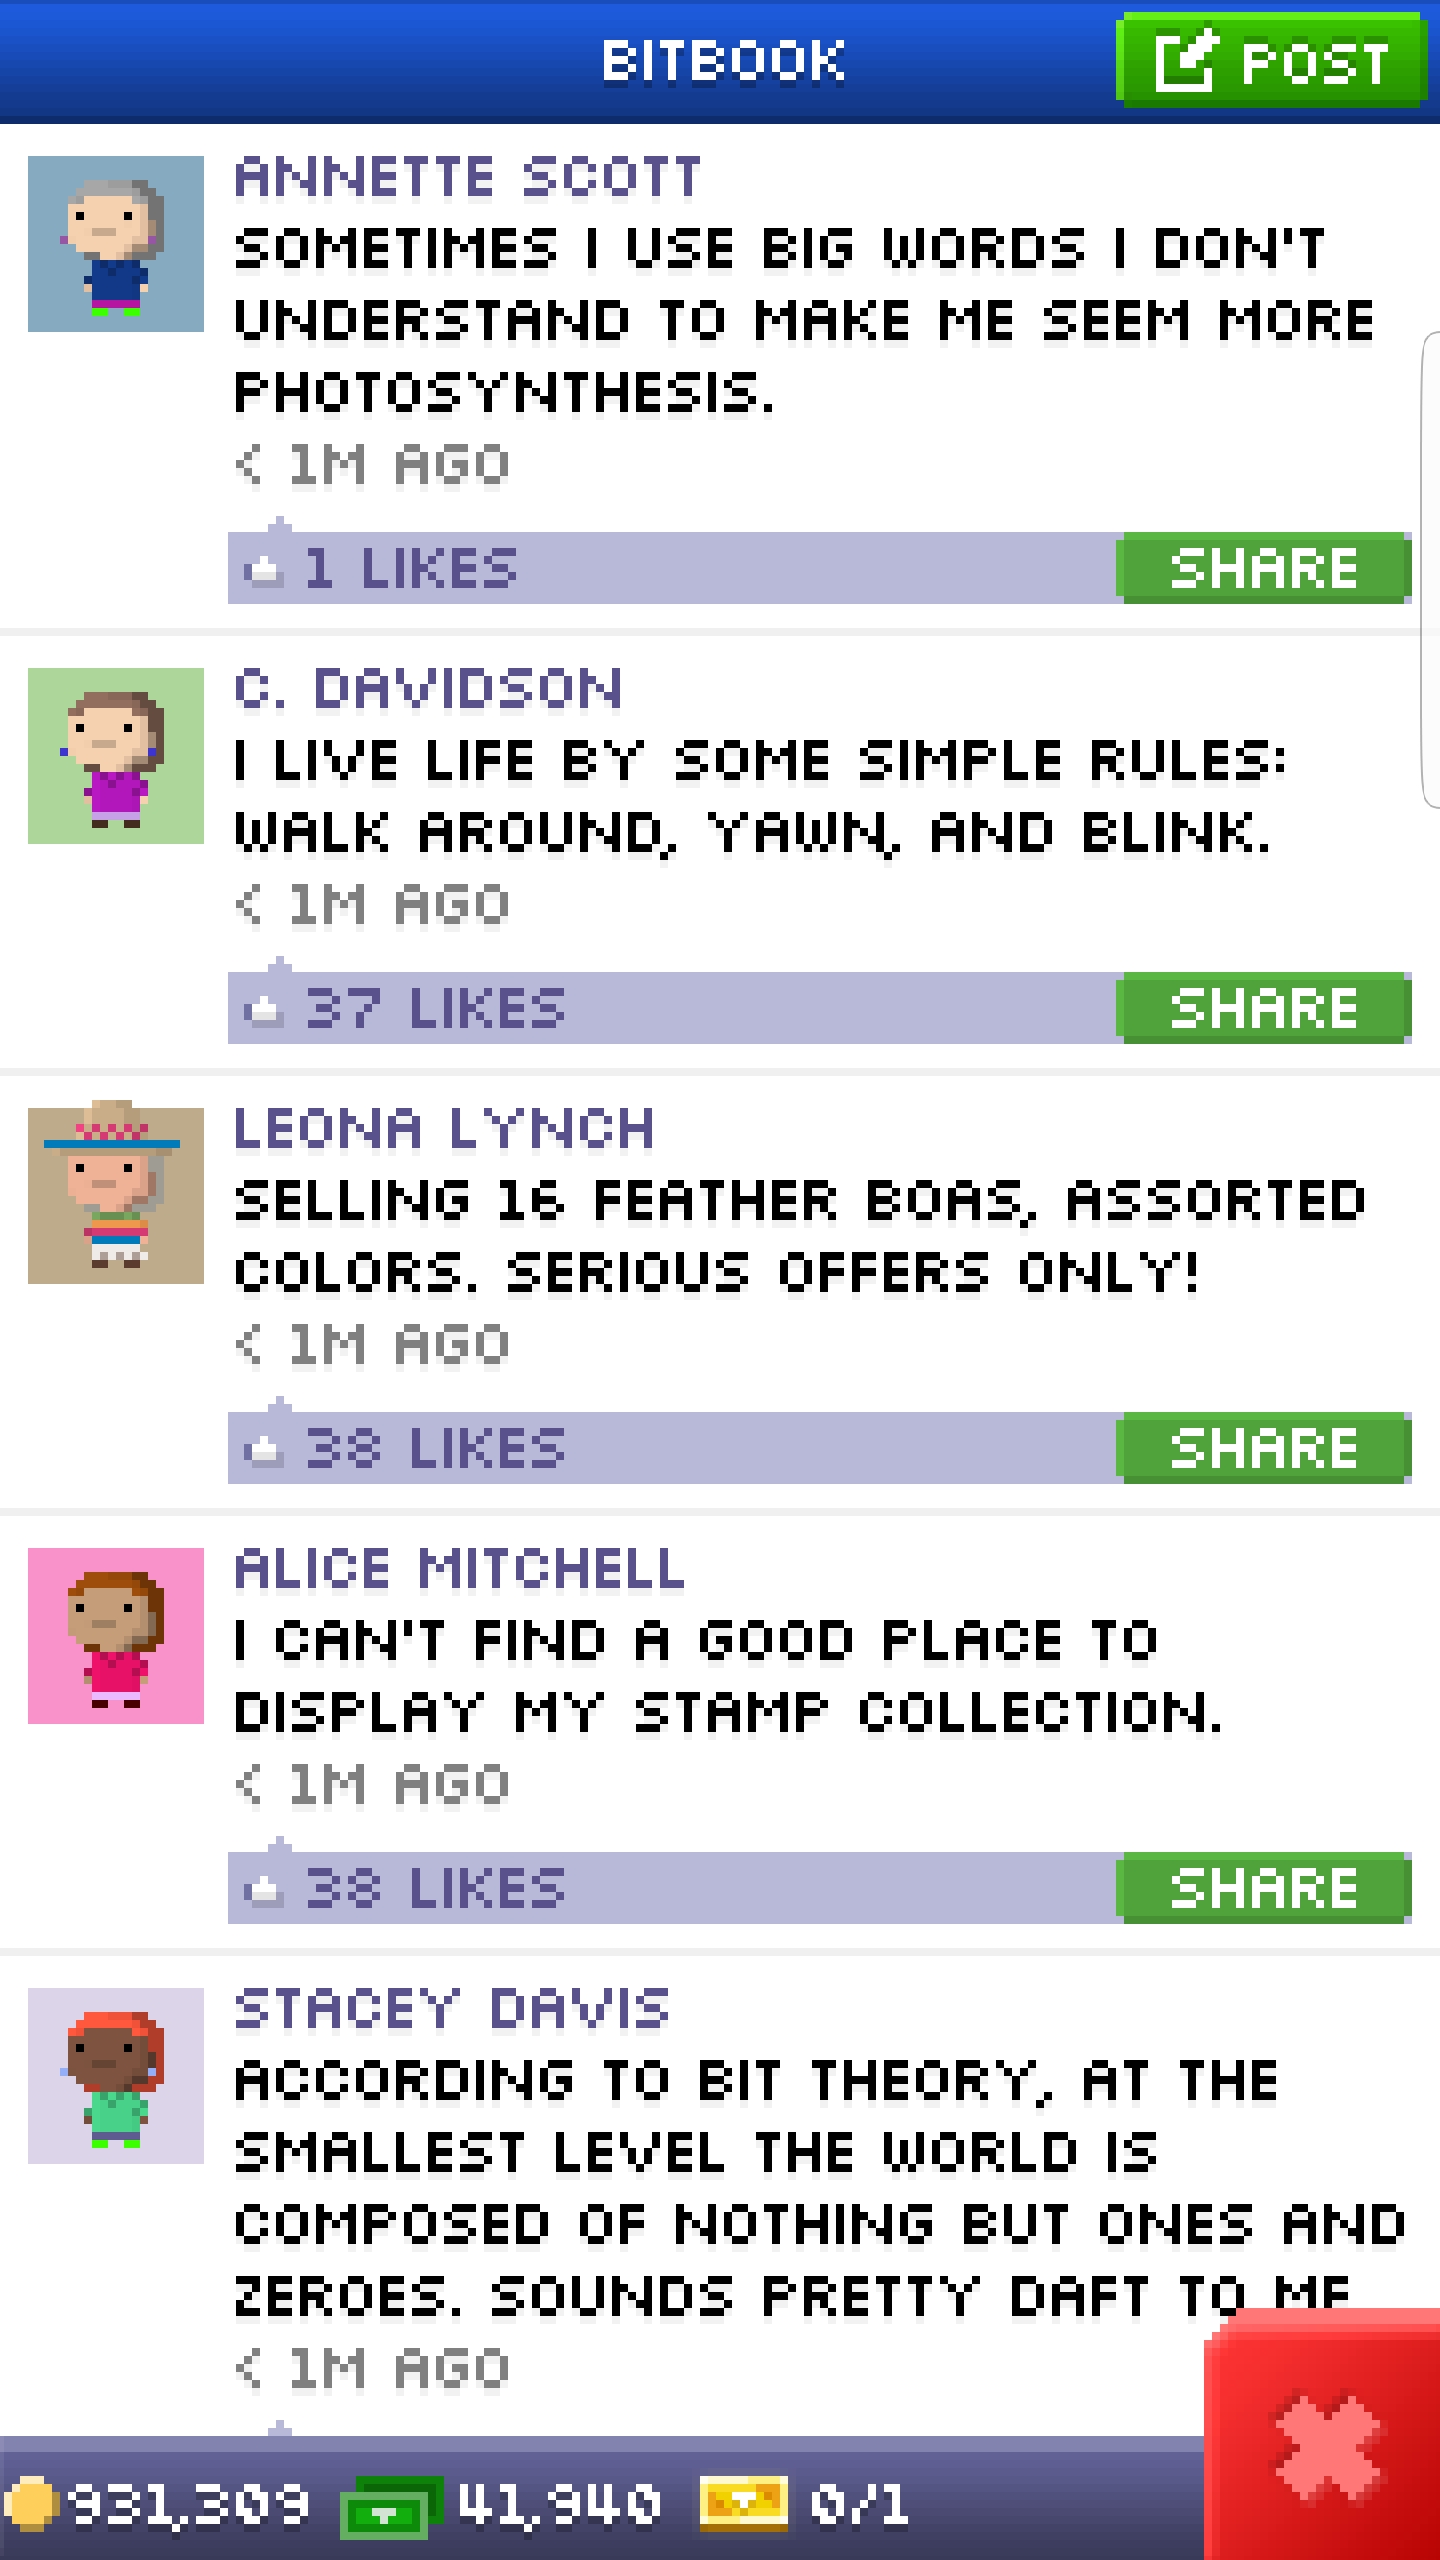 BITBOOK
POST
ANNETTE SCOTT
SOMETIMES I USE BIG WORDS I DON'T
UNDERSTAND TO MAKE ME SEEM MORE
PHOTOSYNTHESIS.
< 1M AGO
1 LIKES
SHARE
C. DAVIDSON
I LIVE LIFE BY SOME SIMPLE RULES:
WALK AROUND, YAWN, AND BLINK.
< 1M AGO
37 LIKES
SHARE
LEONA LYNCH
SELLING 16 FEATHER BOAS, ASSORTED
COLORS. SERIOUS OFFERS ONLY!
< 1M AGO
38 LIKES
SHARE
ALICE MITCHELL
I CAN'T FIND A GOOD PLACE TO
DISPLAY MY STAMP COLLECTION.
< 1M AGO
38 LIKES
SHARE
STACEY DAVIS
ACCORDING TO BIT THEORY, AT THE
SMALLEST LEVEL THE WORLD IS
COMPOSED OF NOTHING BUT ONES AND
ZEROES. SOUNDS PRETTY DAFT TO ME
< 1M AGO
931,309
41,940
0/1